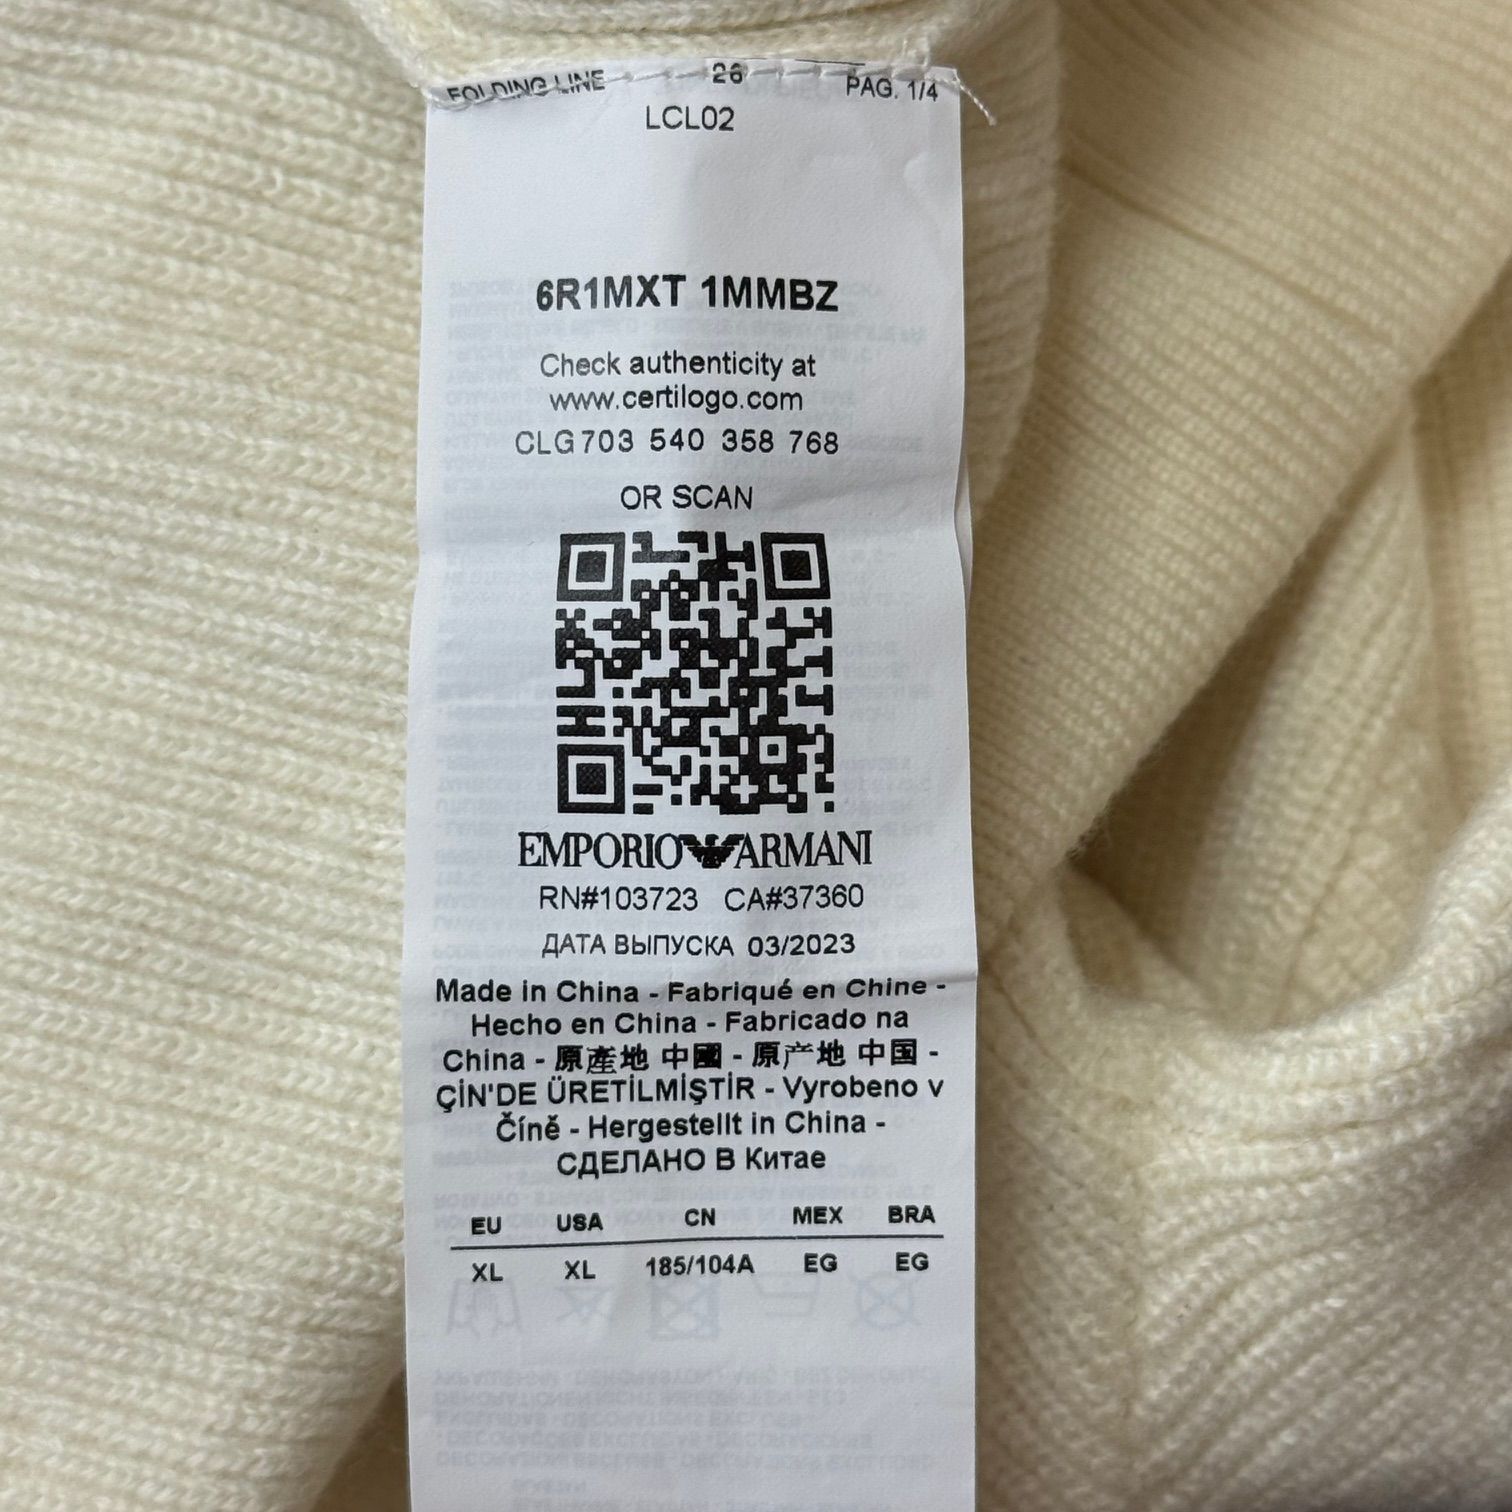 FOLDING LINE 26 PAG. 1/4
LCL02
6R1MXT 1MMBZ
Check authenticity at
www.certilogo.com
CLG 703 540 358 768
OR SCAN
EMPORIO ARMANI
RN#103723 CA#37360
ДАТА ВЫПУСКА 03/2023
Made in China - Fabriqué en Chine -
Hecho en China - Fabricado na
China - 原產地 中國 - 原产地 中国 -
ÇİN'DE ÜRETİLMİŞTİR - Vyrobeno v
Číně - Hergestellt in China -
СДЕЛАНО В Китае
EU USA CN MEX BRA
XL XL 185/104A EG EG